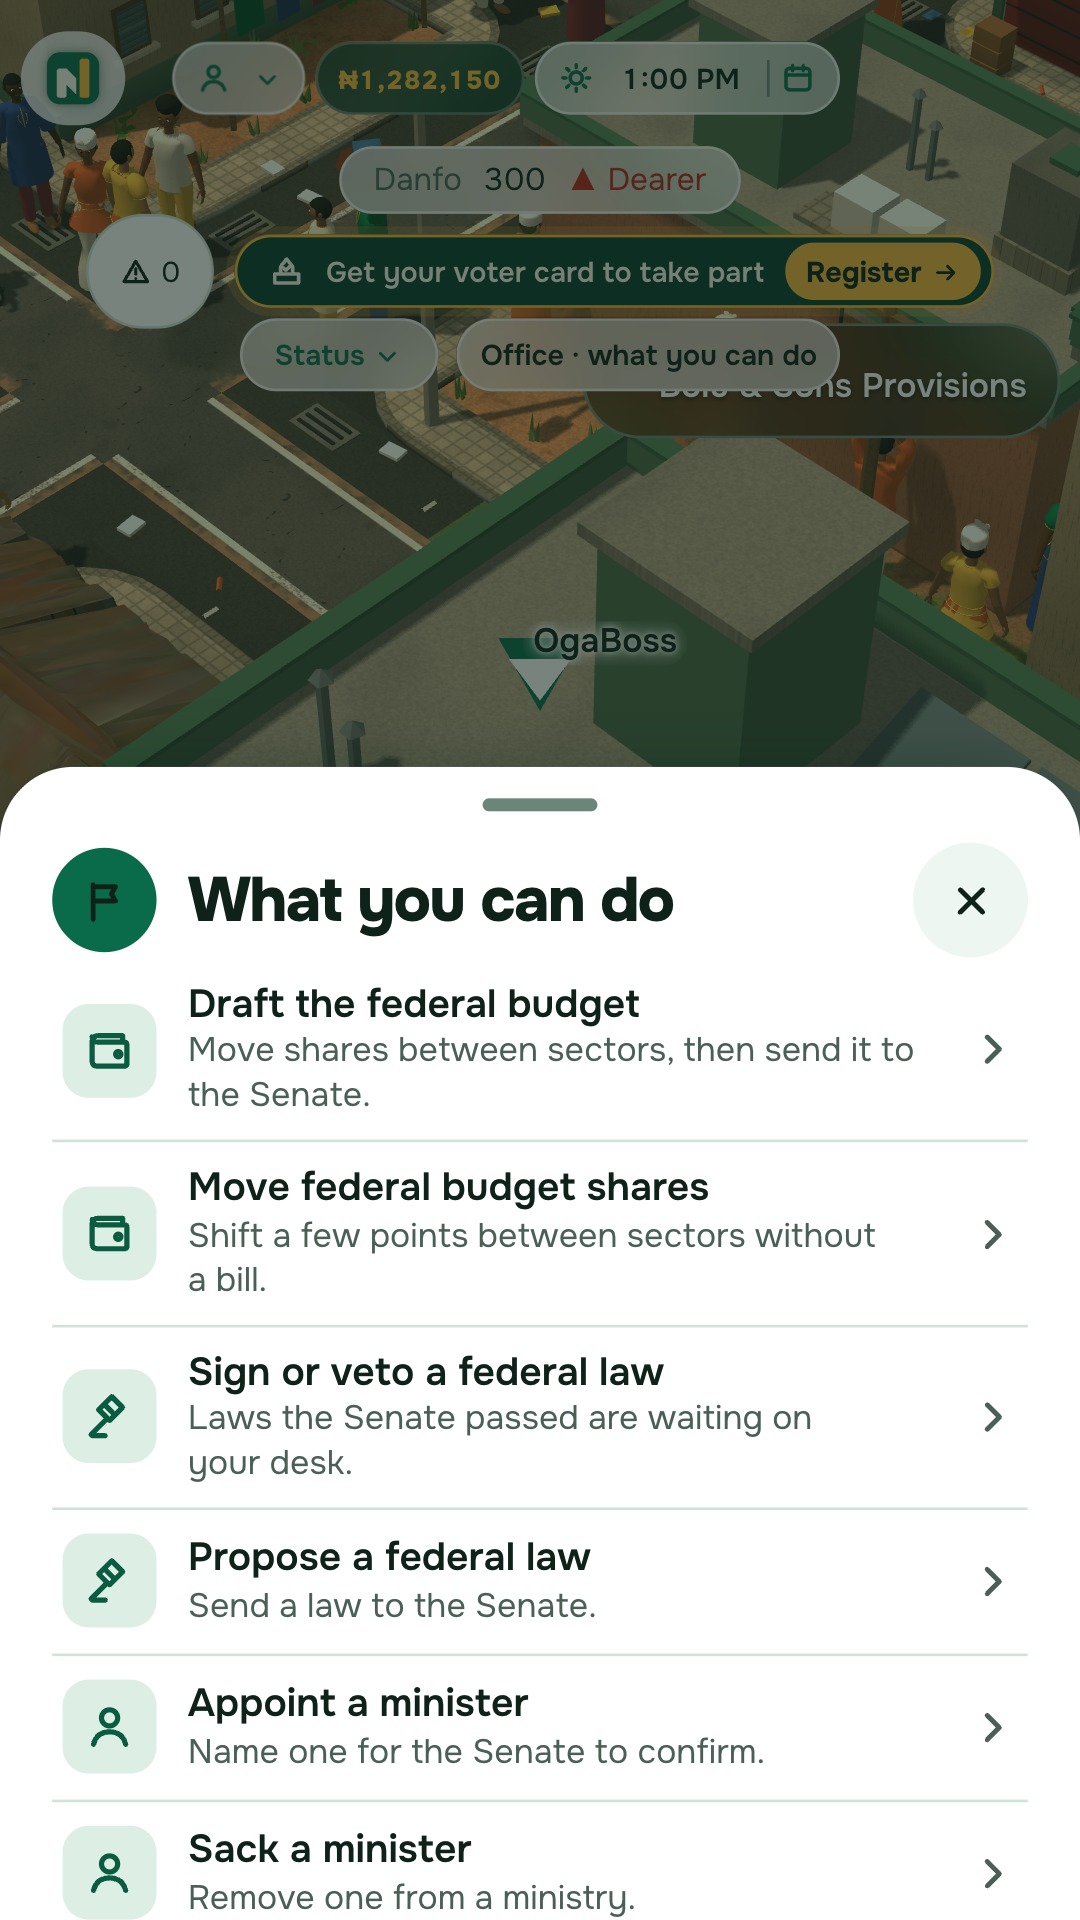 ₦1,282,150
1:00 PM
Danfo 300 ▲ Dearer
0
Get your voter card to take part
Register →
Status
Office · what you can do
Sons Provisions
OgaBoss
What you can do
Draft the federal budget
Move shares between sectors, then send it to
the Senate.
Move federal budget shares
Shift a few points between sectors without
a bill.
Sign or veto a federal law
Laws the Senate passed are waiting on
your desk.
Propose a federal law
Send a law to the Senate.
Appoint a minister
Name one for the Senate to confirm.
Sack a minister
Remove one from a ministry.